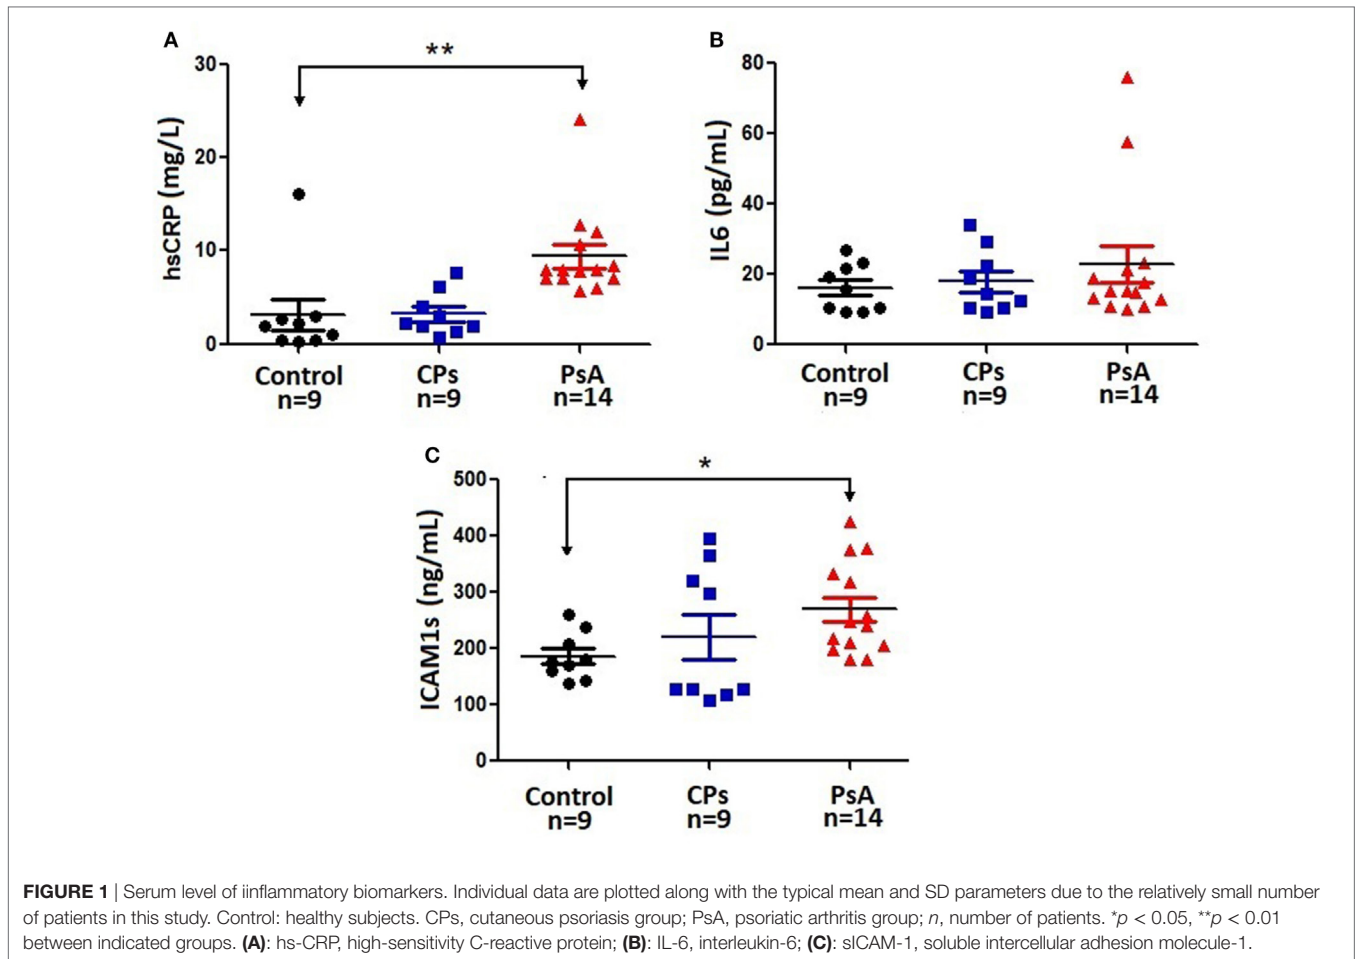 A
30
20
10
0
hsCRP (mg/L)
**
Control
n=9
CPs
n=9
PsA
n=14
B
80
60
40
20
0
IL6 (pg/mL)
Control
n=9
CPs
n=9
PsA
n=14
C
500
400
300
200
100
0
ICAM1s (ng/mL)
*
Control
n=9
CPs
n=9
PsA
n=14
FIGURE 1 | Serum level of iinflammatory biomarkers. Individual data are plotted along with the typical mean and SD parameters due to the relatively small number
of patients in this study. Control: healthy subjects. CPs, cutaneous psoriasis group; PsA, psoriatic arthritis group; n, number of patients. *p < 0.05, **p < 0.01
between indicated groups. (A): hs-CRP, high-sensitivity C-reactive protein; (B): IL-6, interleukin-6; (C): sICAM-1, soluble intercellular adhesion molecule-1.